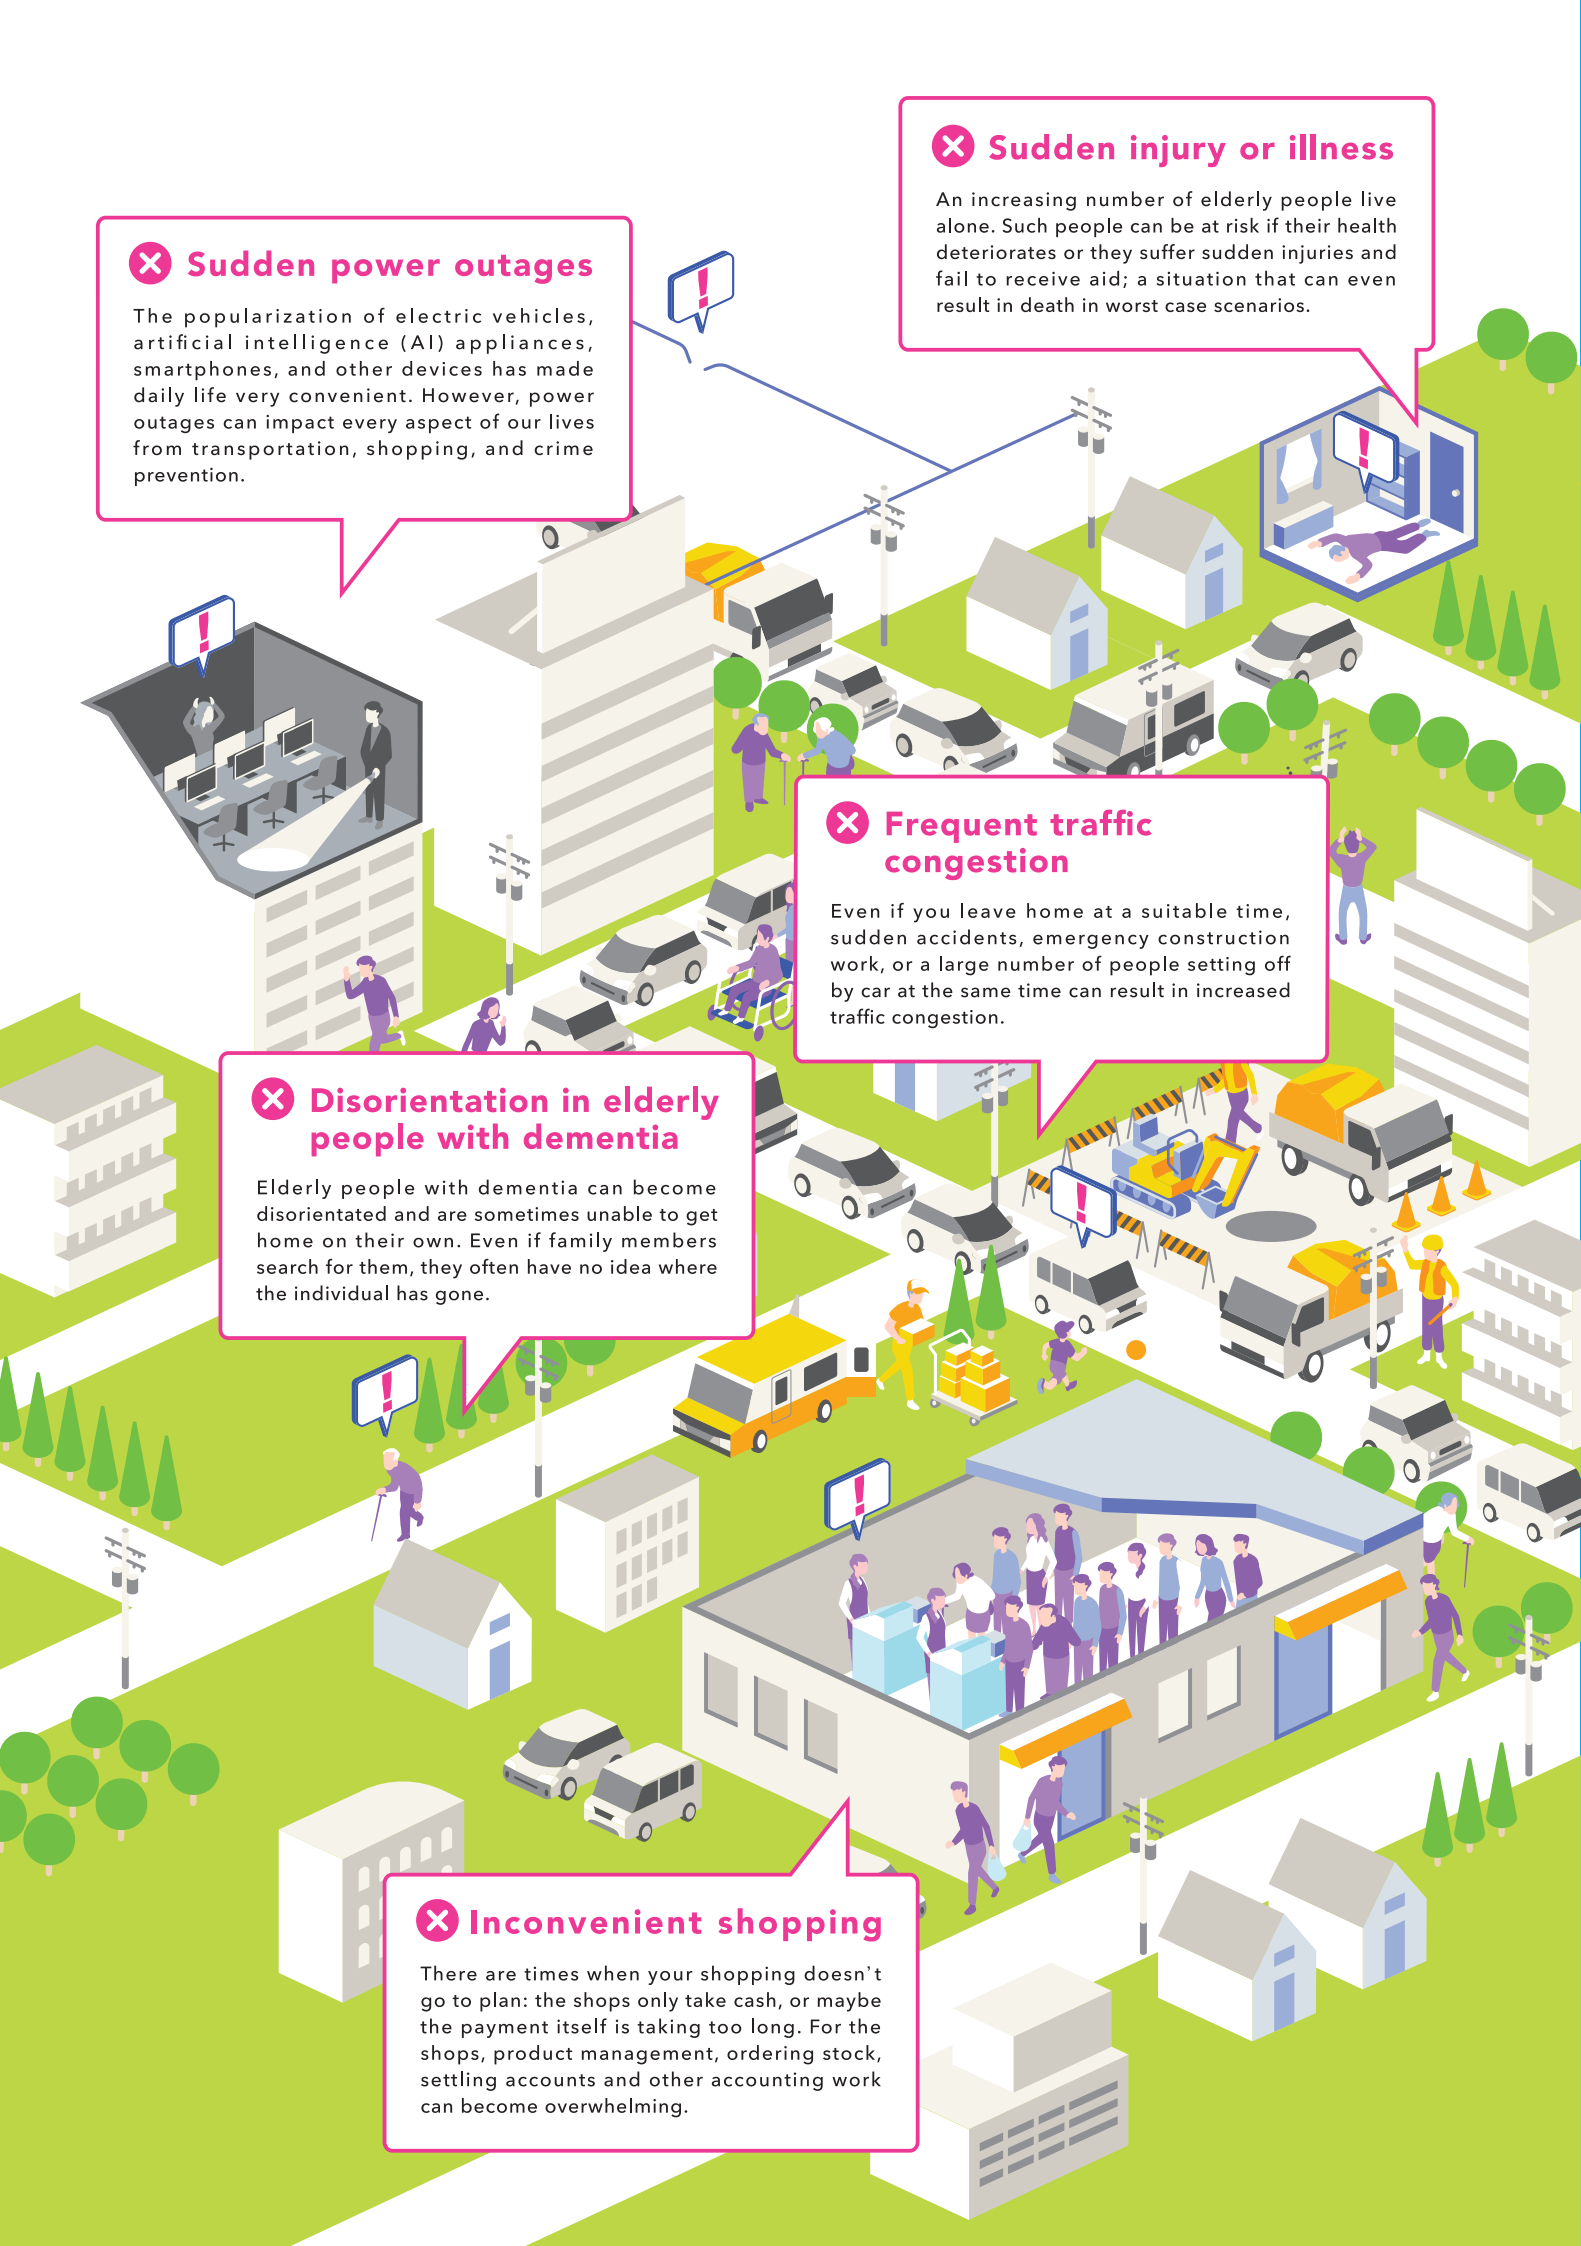 Sudden injury or illness
An increasing number of elderly people live
alone. Such people can be at risk if their health
deteriorates or they suffer sudden injuries and
fail to receive aid; a situation that can even
result in death in worst case scenarios.
Sudden power outages
The popularization of electric vehicles,
artificial intelligence (AI) appliances,
smartphones, and other devices has made
daily life very convenient. However, power
outages can impact every aspect of our lives
from transportation, shopping, and crime
prevention.
!
!
!
Frequent traffic
congestion
Even if you leave home at a suitable time,
sudden accidents, emergency construction
work, or a large number of people setting off
by car at the same time can result in increased
traffic congestion.
!
Disorientation in elderly
people with dementia
Elderly people with dementia can become
disorientated and are sometimes unable to get
home on their own. Even if family members
search for them, they often have no idea where
the individual has gone.
!
!
Inconvenient shopping
There are times when your shopping doesn't
go to plan: the shops only take cash, or maybe
the payment itself is taking too long. For the
shops, product management, ordering stock,
settling accounts and other accounting work
can become overwhelming.